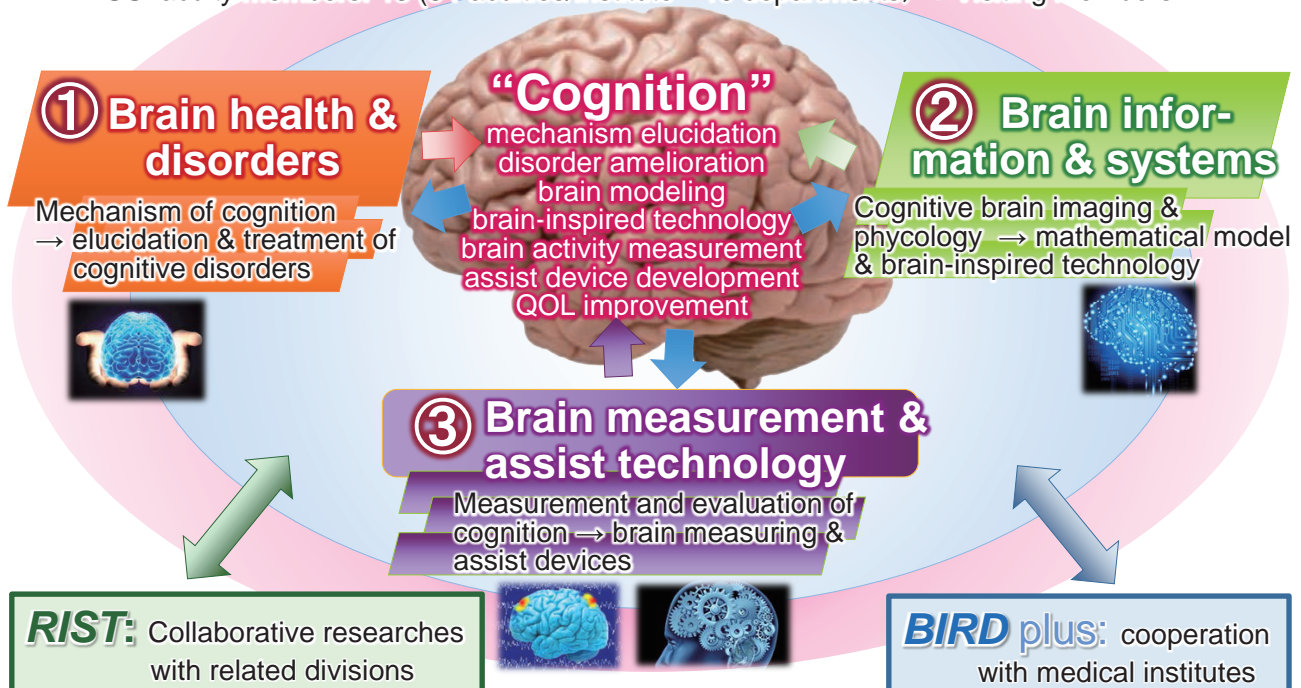 ① Brain health &
disorders
Mechanism of cognition
→ elucidation & treatment of
cognitive disorders
“Cognition”
mechanism elucidation
disorder amelioration
brain modeling
brain-inspired technology
brain activity measurement
assist device development
QOL improvement
② Brain infor-
mation & systems
Cognitive brain imaging &
phycology → mathematical model
& brain-inspired technology
③ Brain measurement &
assist technology
Measurement and evaluation of
cognition → brain measuring &
assist devices
RIST: Collaborative researches
with related divisions
BIRD plus: cooperation
with medical institutes